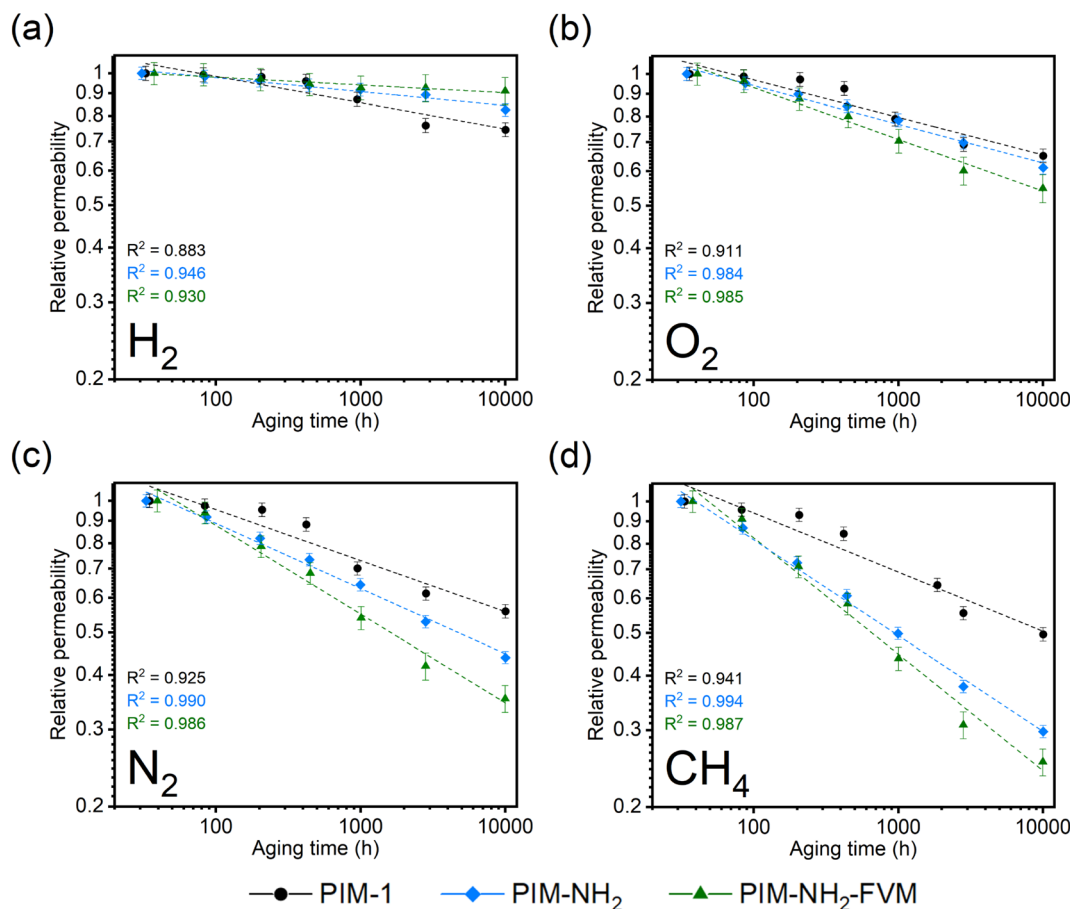 (a)
Relative permeability
1
0.9
0.8
0.7
0.6
0.5
0.4
0.3
0.2
R² = 0.883
R² = 0.946
R² = 0.930
H₂
100 1000 10000
Aging time (h)
(b)
Relative permeability
1
0.9
0.8
0.7
0.6
0.5
0.4
0.3
0.2
R² = 0.911
R² = 0.984
R² = 0.985
O₂
100 1000 10000
Aging time (h)
(c)
Relative permeability
1
0.9
0.8
0.7
0.6
0.5
0.4
0.3
0.2
R² = 0.925
R² = 0.990
R² = 0.986
N₂
100 1000 10000
Aging time (h)
(d)
Relative permeability
1
0.9
0.8
0.7
0.6
0.5
0.4
0.3
0.2
R² = 0.941
R² = 0.994
R² = 0.987
CH₄
100 1000 10000
Aging time (h)
PIM-1 PIM-NH₂ PIM-NH₂-FVM